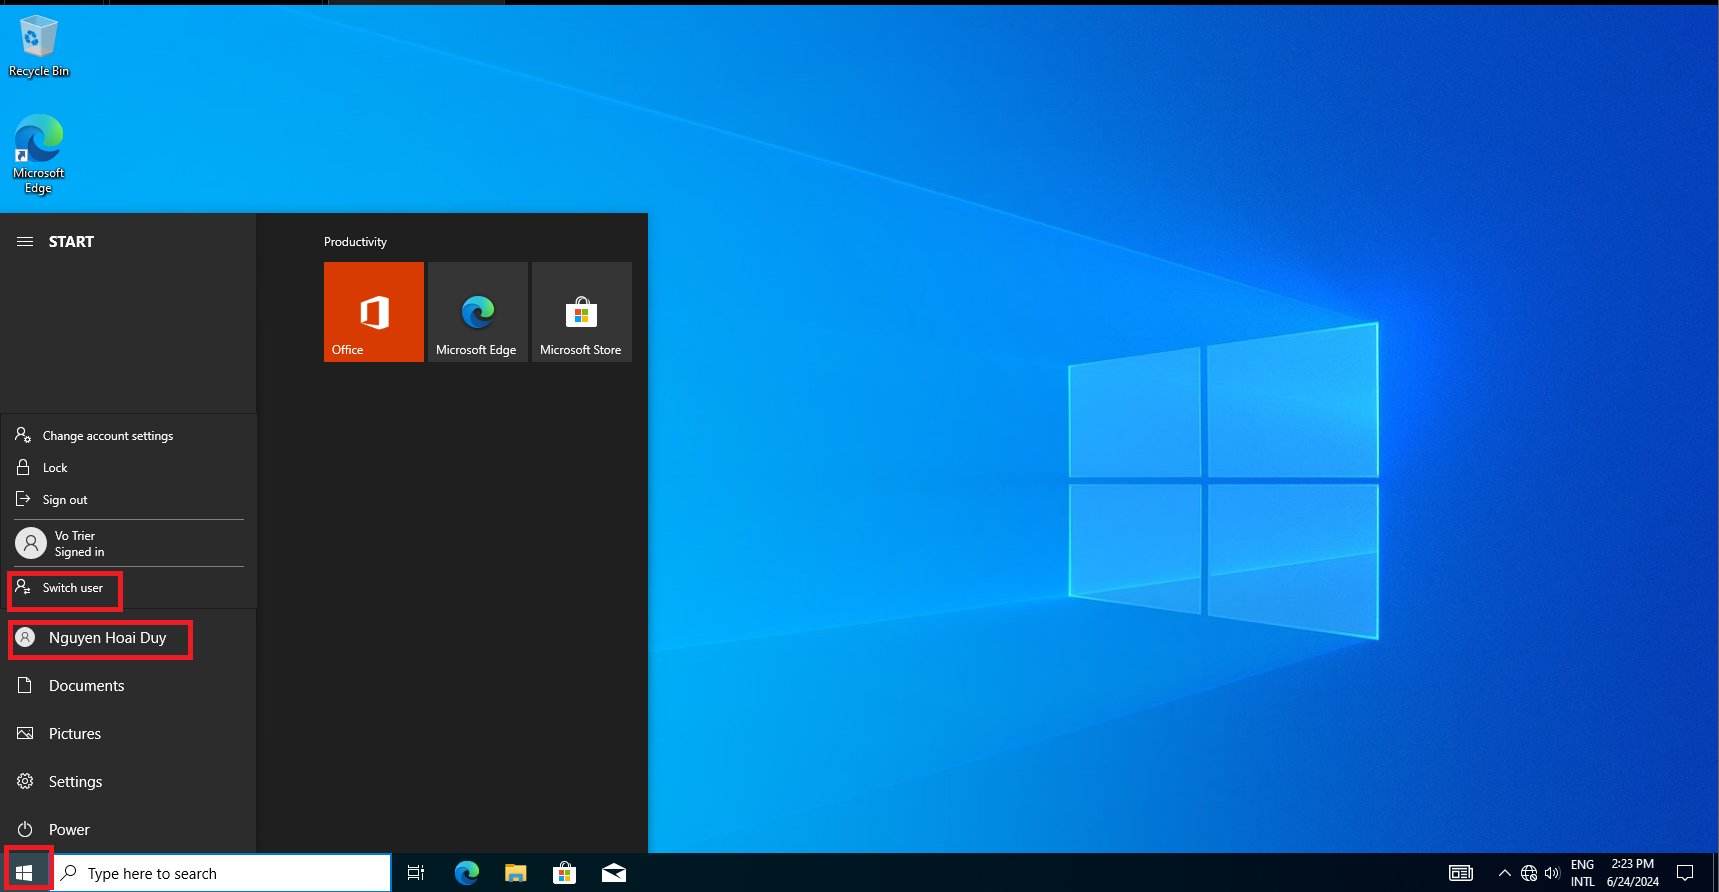 Recycle Bin
Microsoft
Edge
START
Productivity
Office
Microsoft Edge
Microsoft Store
Change account settings
Lock
Sign out
Vo Trier
Signed in
Switch user
Nguyen Hoai Duy
Documents
Pictures
Settings
Power
Type here to search
ENG
INTL
2:23 PM
6/24/2024